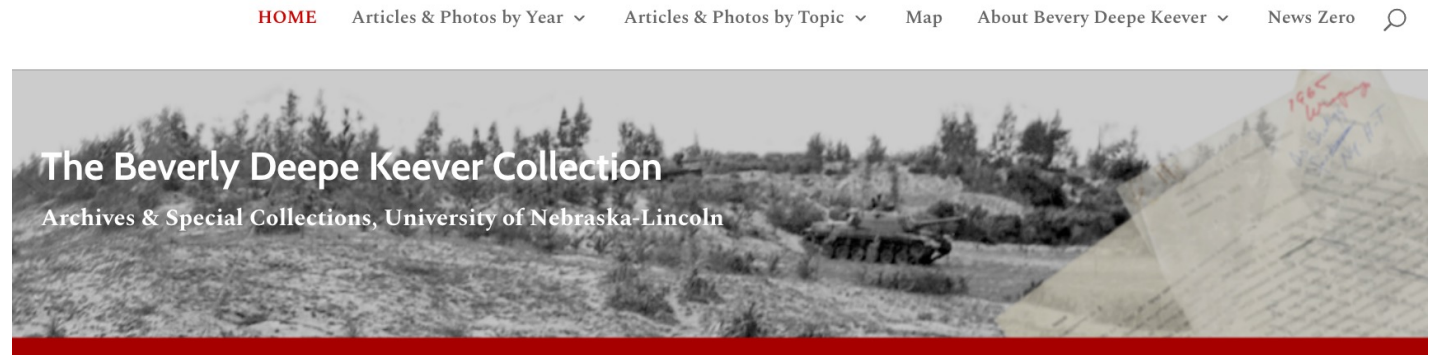 HOME Articles & Photos by Year Articles & Photos by Topic Map About Bevery Deepe Keever News Zero
The Beverly Deepe Keever Collection
Archives & Special Collections, University of Nebraska-Lincoln
1965